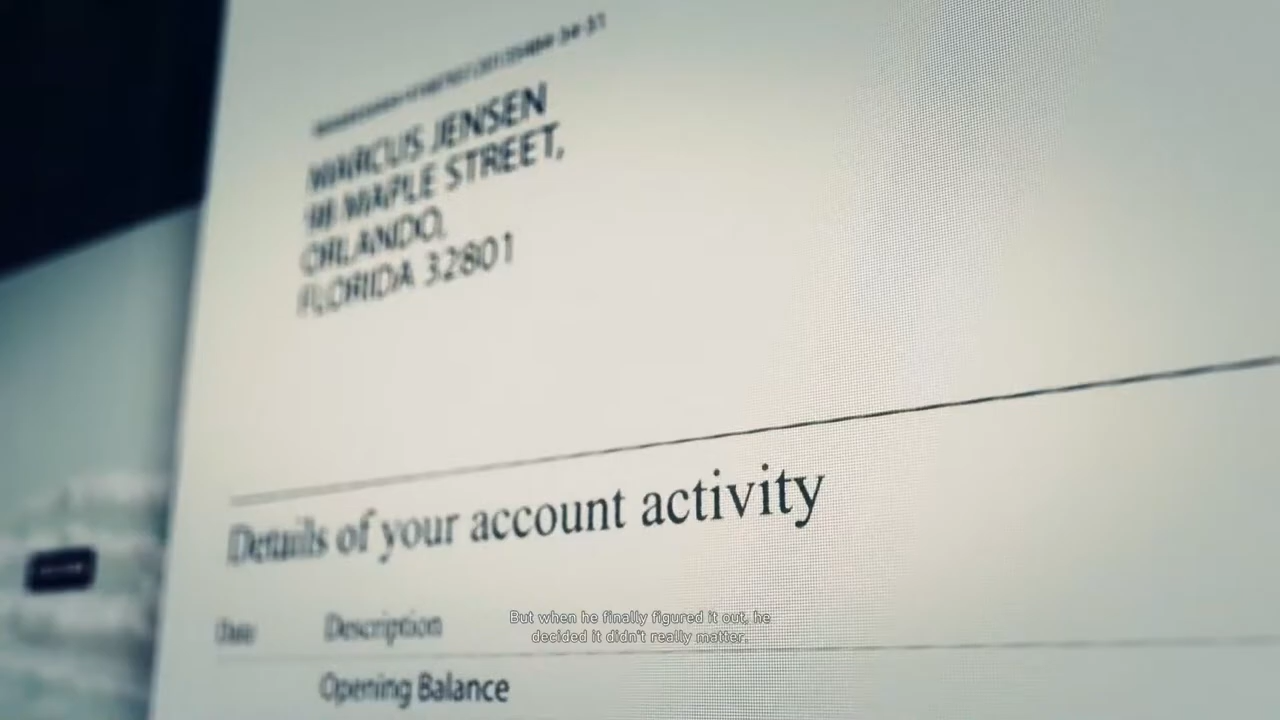 MARCUS JENSEN
98 MAPLE STREET,
ORLANDO,
FLORIDA 32801
Details of your account activity
Date Description
Opening Balance
But when he finally figured it out, he
decided it didn't really matter.